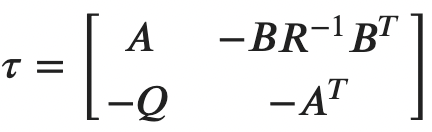 τ = [ A −BR⁻¹Bᵀ
−Q −Aᵀ ]